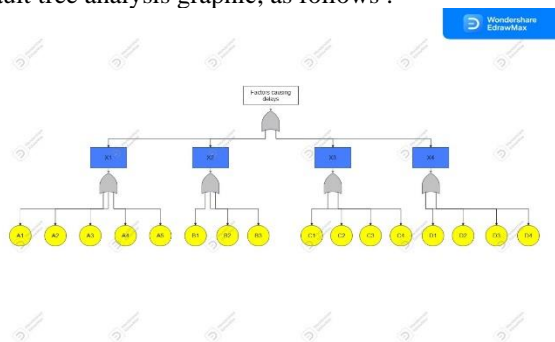 ault tree analysis graphic, as follows :
Wondershare
EdrawMax
Factors causing
delays
X1 X2 X3 X4
A1 A2 A3 A4 A5 B1 B2 B3 C1 C2 C3 C4 D1 D2 D3 D4